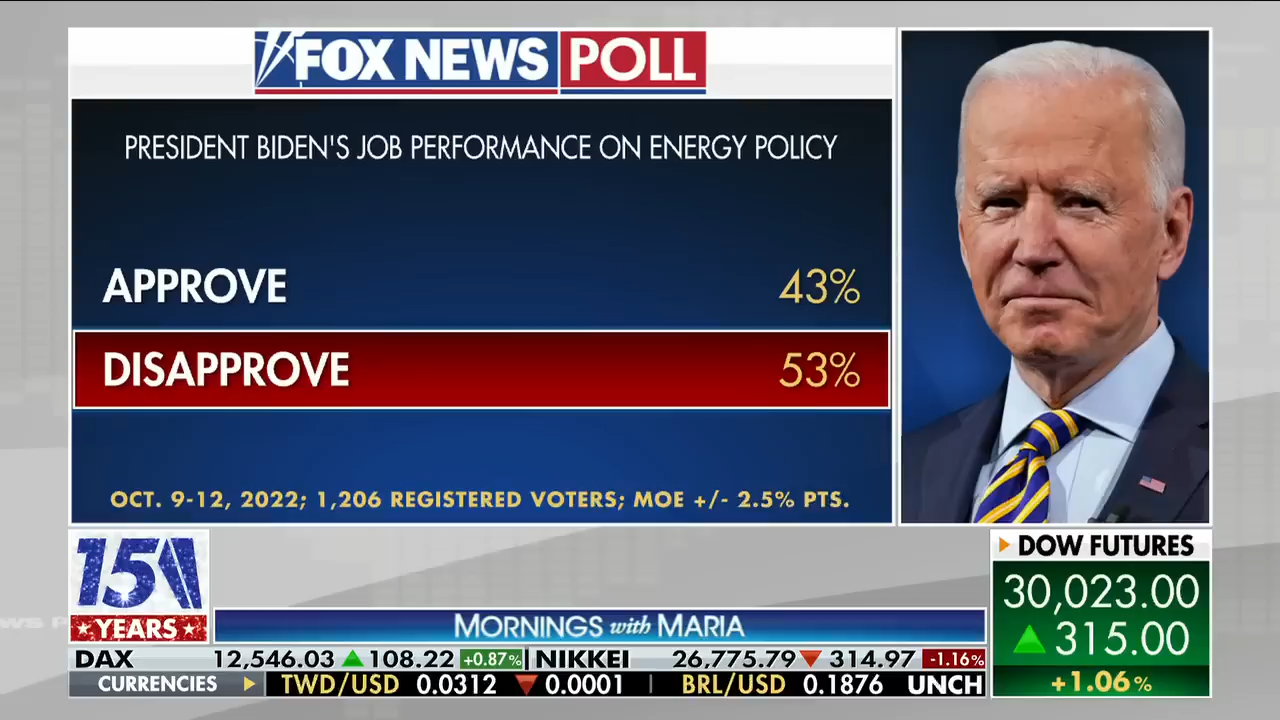 FOX NEWS POLL
PRESIDENT BIDEN'S JOB PERFORMANCE ON ENERGY POLICY
APPROVE 43%
DISAPPROVE 53%
OCT. 9-12, 2022; 1,206 REGISTERED VOTERS; MOE +/- 2.5% PTS.
15
★YEARS★
MORNINGS with MARIA
DOW FUTURES
30,023.00
▲315.00
+1.06%
DAX 12,546.03 ▲108.22 +0.87% NIKKEI 26,775.79 ▼314.97 -1.16%
CURRENCIES TWD/USD 0.0312 ▼0.0001 | BRL/USD 0.1876 UNCH